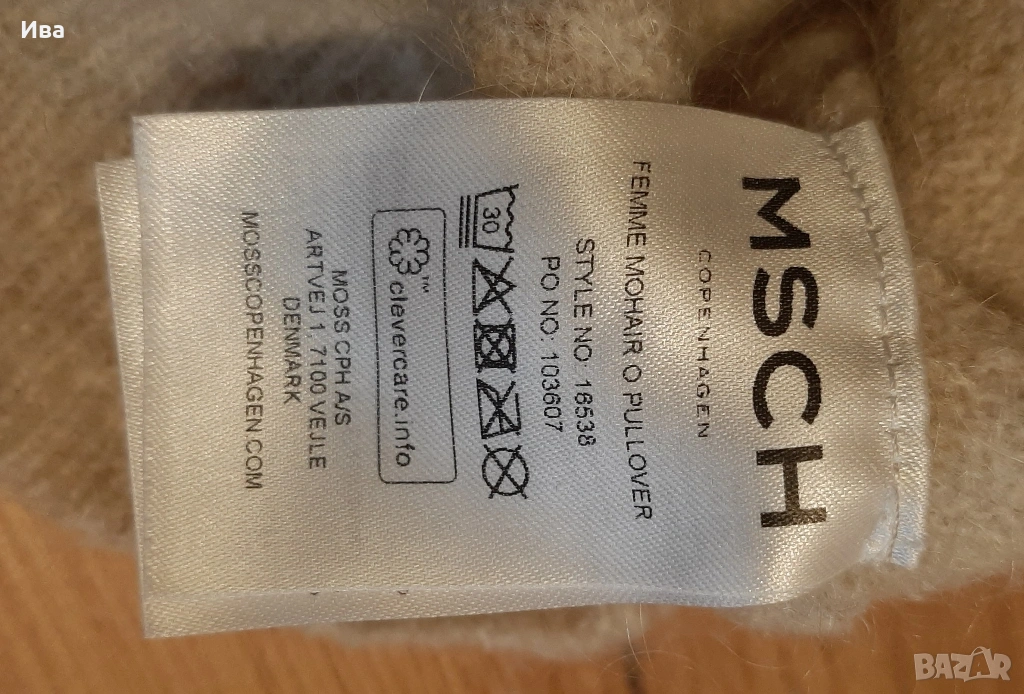 Ива
MSCH
COPENHAGEN
FEMME MOHAIR O PULLOVER
STYLE NO: 16538
PO NO: 103607
30
clevercare.info
MOSS CPH A/S
ARTVEJ 1, 7100 VEJLE
DENMARK
MOSSCOPENHAGEN.COM
BAZAR